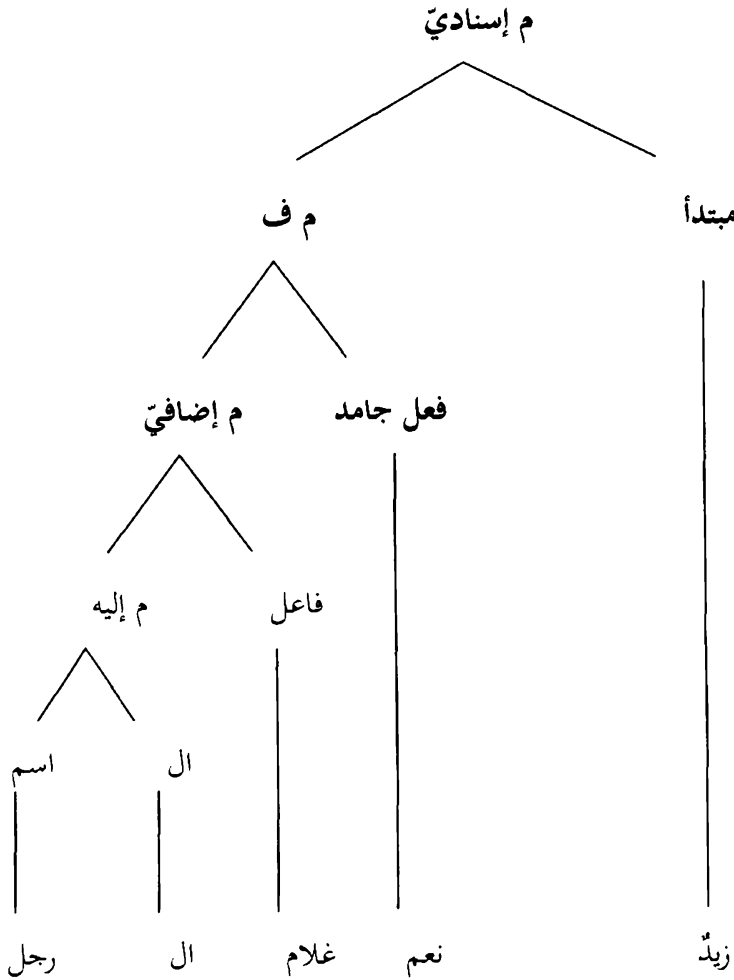 م إسناديّ
مبتدأ م ف
فعل جامد م إضافيّ
فاعل م إليه
ال اسم
زيدٌ نعم غلام ال رجل